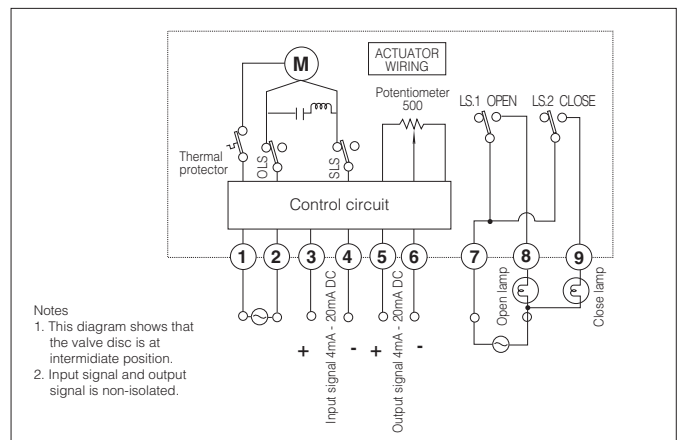 ACTUATOR
WIRING
M
Potentiometer
500
LS.1 OPEN
LS.2 CLOSE
Thermal
protector
OLS
SLS
Control circuit
1 2 3 4 5 6 7 8 9
+ - + -
Input signal 4mA - 20mA DC
Output signal 4mA - 20mA DC
Open lamp
Close lamp
Notes
1. This diagram shows that
the valve disc is at
intermidiate position.
2. Input signal and output
signal is non-isolated.